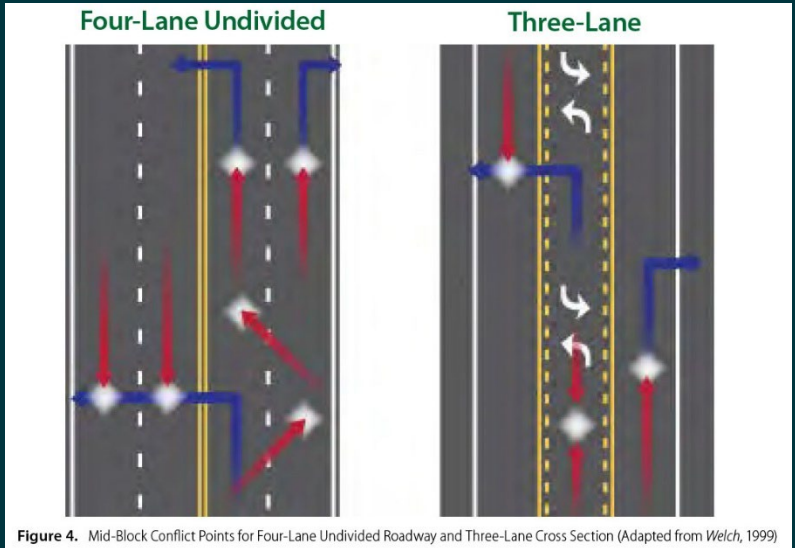 Four-Lane Undivided
Three-Lane
Figure 4. Mid-Block Conflict Points for Four-Lane Undivided Roadway and Three-Lane Cross Section (Adapted from Welch, 1999)